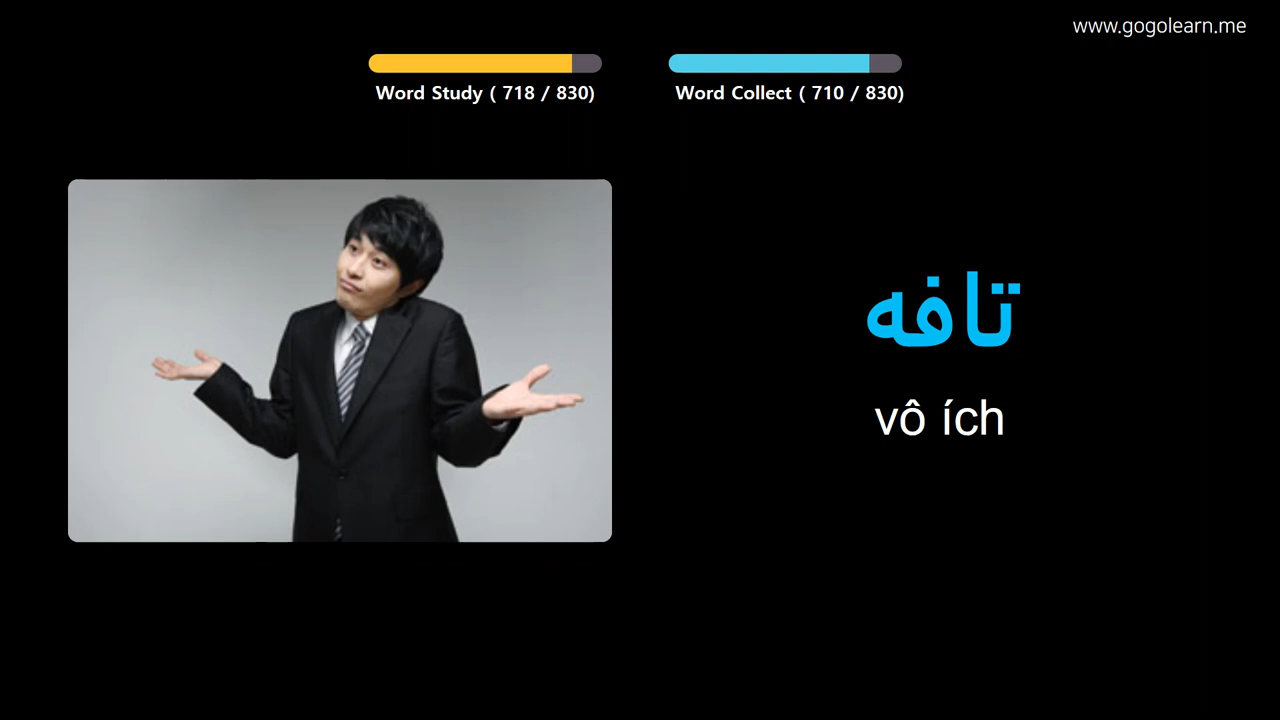 www.gogolearn.me
Word Study ( 718 / 830)
Word Collect ( 710 / 830)
تافه
vô ích